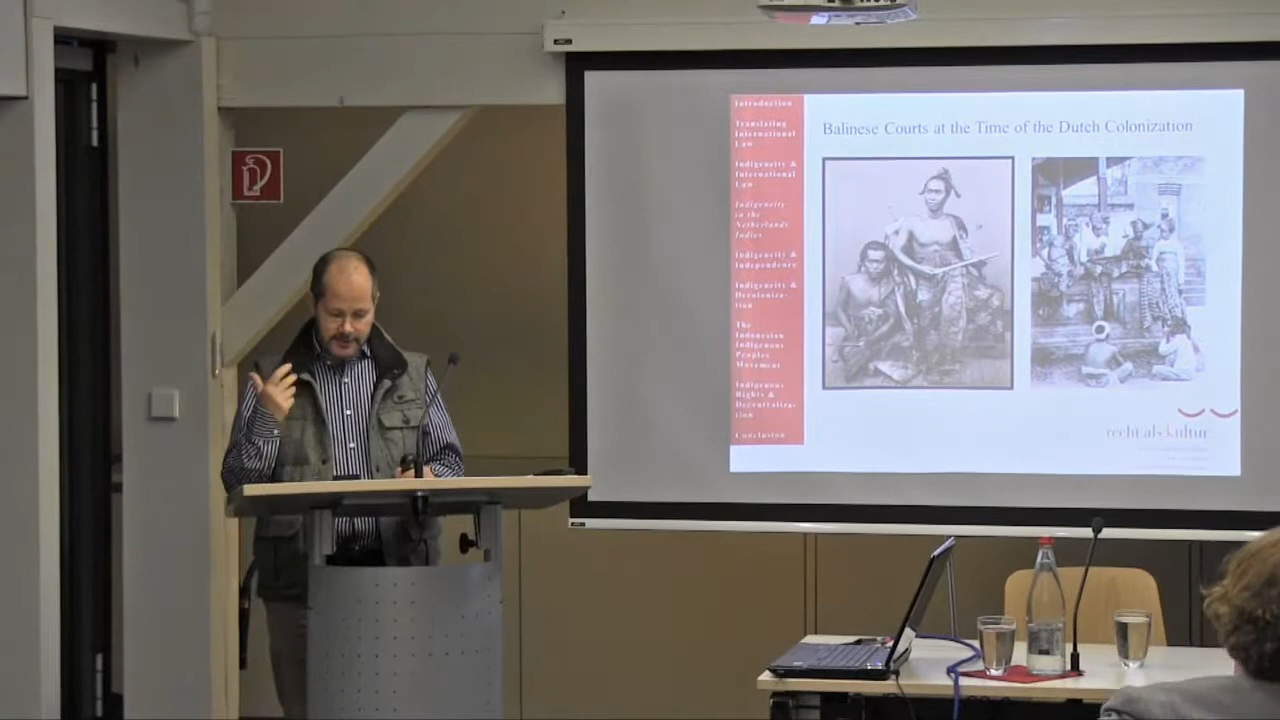 Introduction
Translating
International
Law
Indigeneity &
International
Law
Indigeneity
in the
Netherlands
Indies
Indigeneity &
Independence
Indigeneity &
Decoloniza-
tion
The
Indonesian
Indigenous
Peoples
Movement
Indigenous
Rights &
Decentraliza-
tion
Conclusion
Balinese Courts at the Time of the Dutch Colonization
recht als kultur